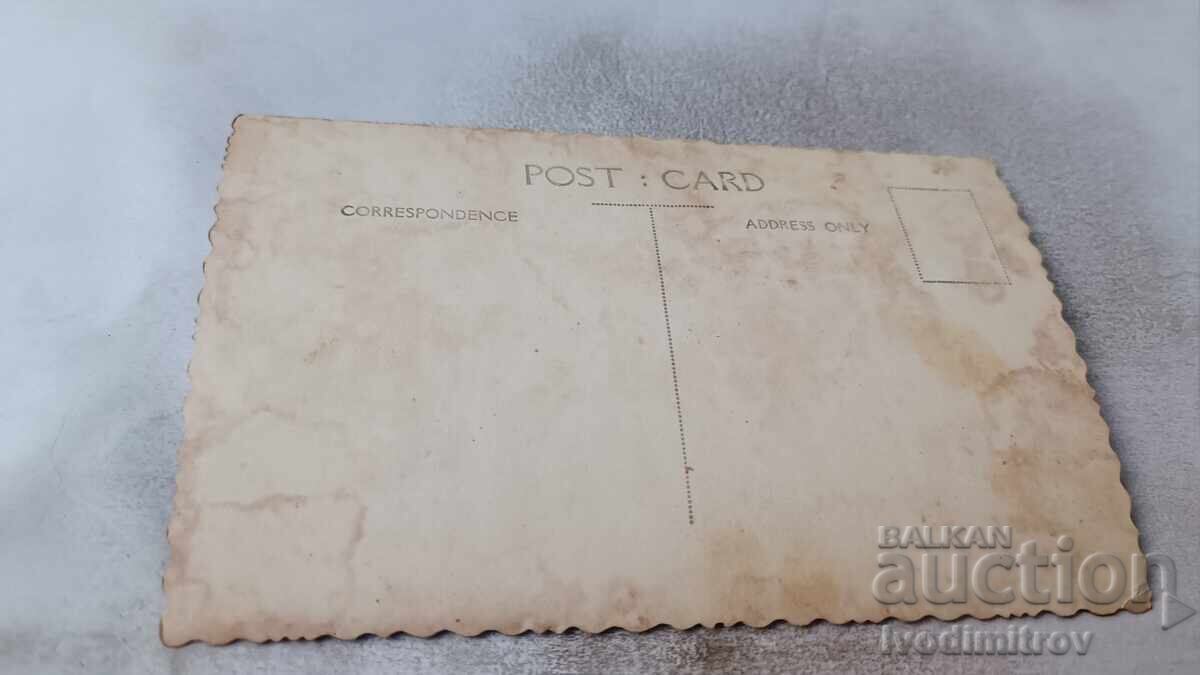 POST : CARD
CORRESPONDENCE
ADDRESS ONLY
BALKAN
auction
Ivodimitrov